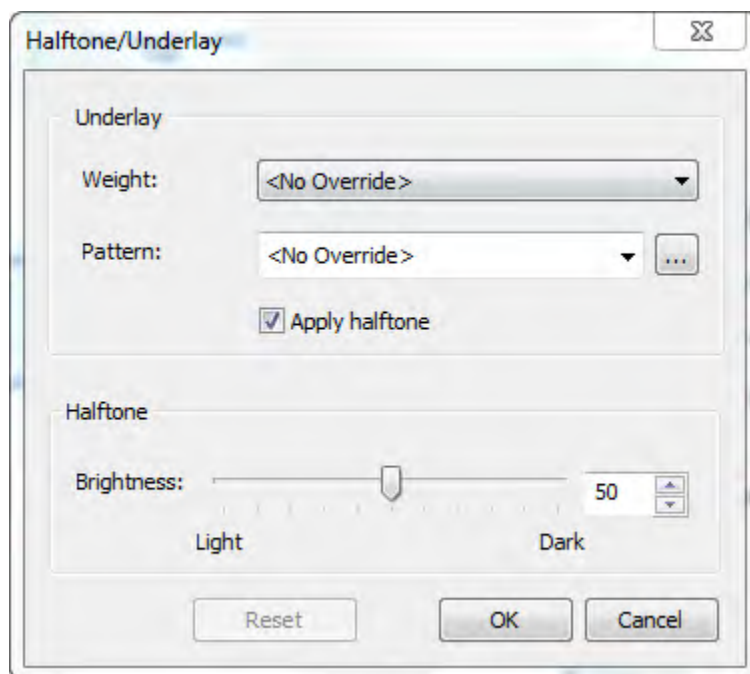 Halftone/Underlay
Underlay
Weight: <No Override>
Pattern: <No Override> ...
Apply halftone
Halftone
Brightness: 50
Light Dark
Reset OK Cancel